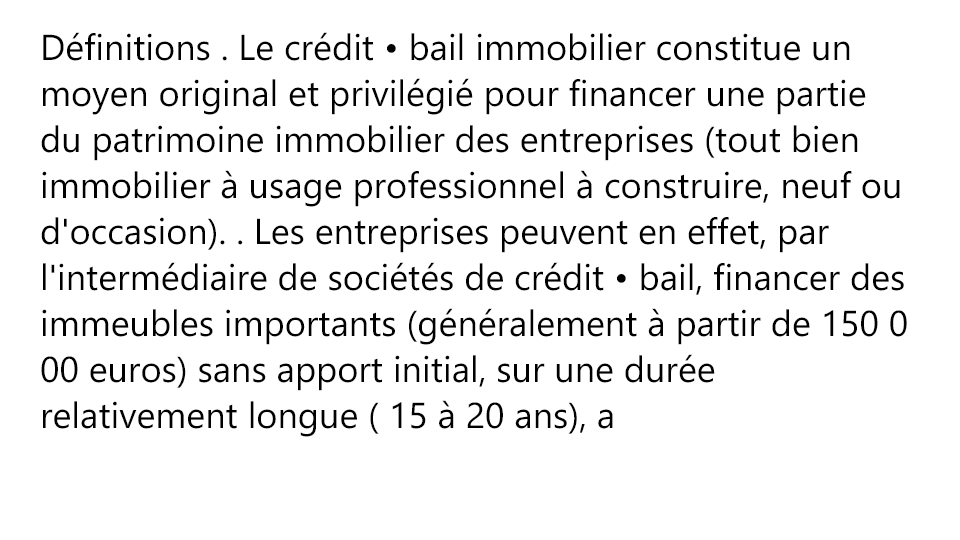 Définitions . Le crédit • bail immobilier constitue un
moyen original et privilégié pour financer une partie
du patrimoine immobilier des entreprises (tout bien
immobilier à usage professionnel à construire, neuf ou
d'occasion). . Les entreprises peuvent en effet, par
l'intermédiaire de sociétés de crédit • bail, financer des
immeubles importants (généralement à partir de 150 0
00 euros) sans apport initial, sur une durée
relativement longue ( 15 à 20 ans), a